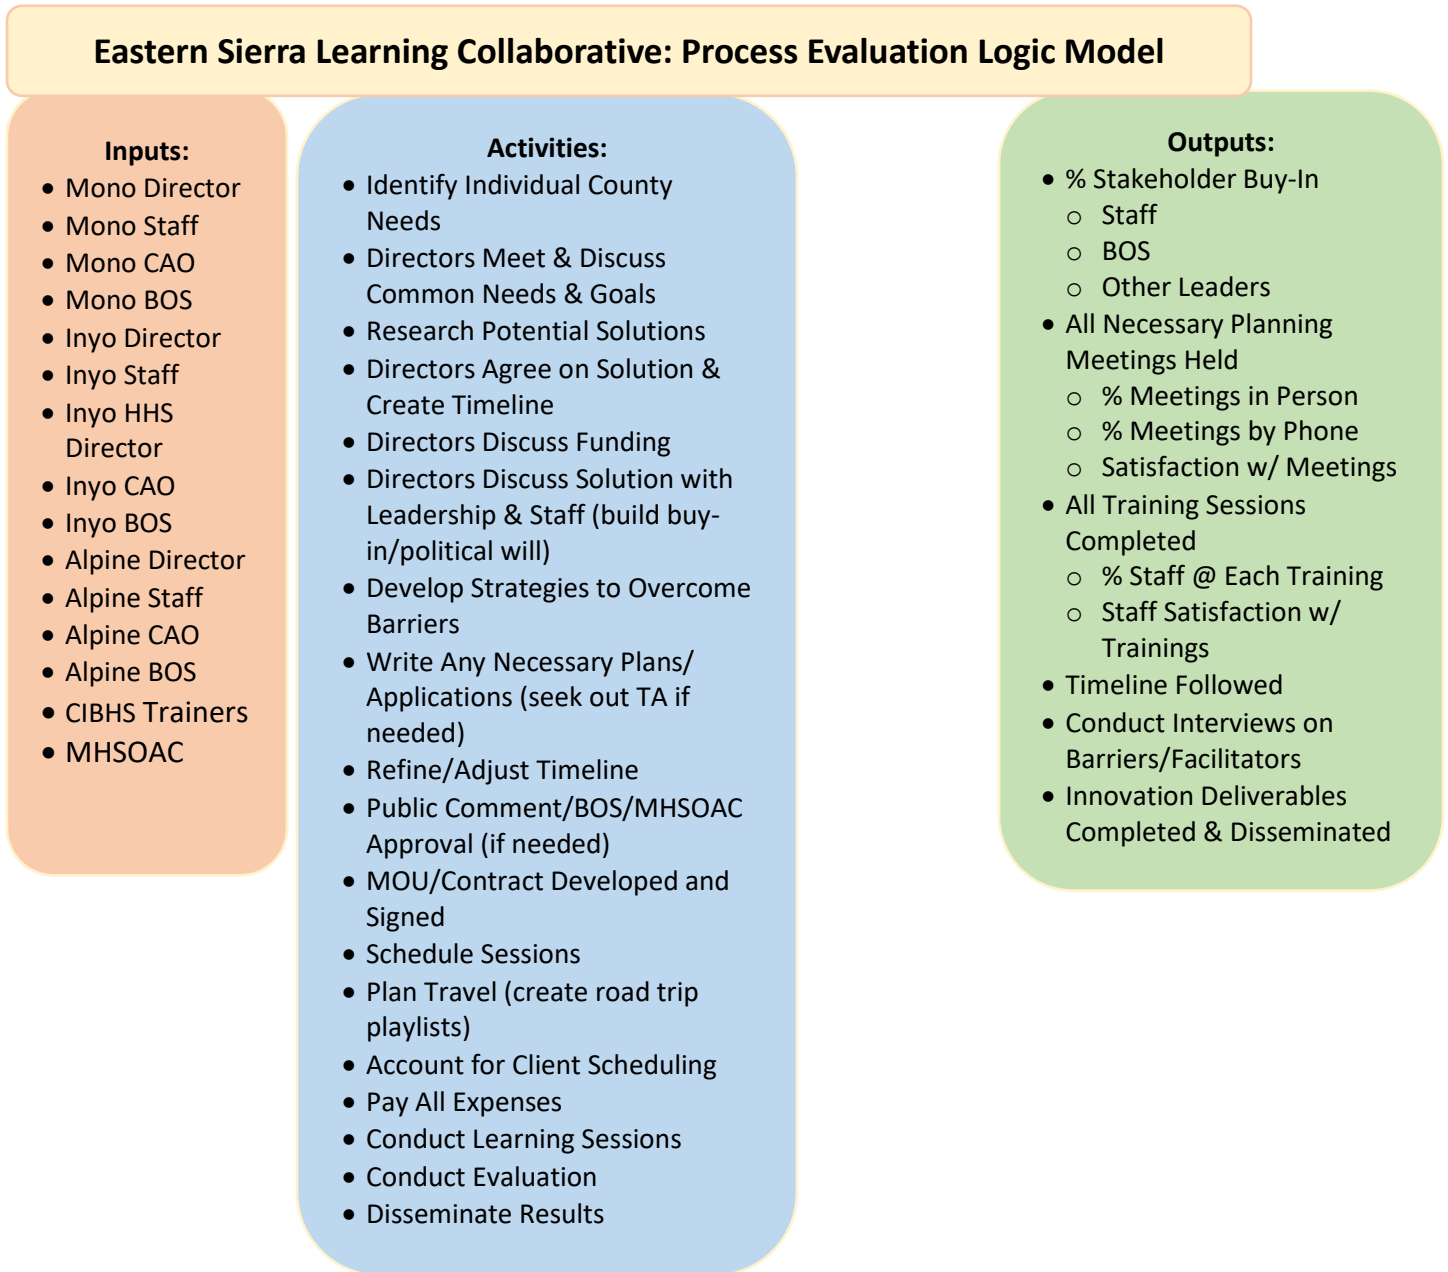 Eastern Sierra Learning Collaborative: Process Evaluation Logic Model
Inputs:
• Mono Director
• Mono Staff
• Mono CAO
• Mono BOS
• Inyo Director
• Inyo Staff
• Inyo HHS
Director
• Inyo CAO
• Inyo BOS
• Alpine Director
• Alpine Staff
• Alpine CAO
• Alpine BOS
• CIBHS Trainers
• MHSOAC
Activities:
• Identify Individual County
Needs
• Directors Meet & Discuss
Common Needs & Goals
• Research Potential Solutions
• Directors Agree on Solution &
Create Timeline
• Directors Discuss Funding
• Directors Discuss Solution with
Leadership & Staff (build buy-
in/political will)
• Develop Strategies to Overcome
Barriers
• Write Any Necessary Plans/
Applications (seek out TA if
needed)
• Refine/Adjust Timeline
• Public Comment/BOS/MHSOAC
Approval (if needed)
• MOU/Contract Developed and
Signed
• Schedule Sessions
• Plan Travel (create road trip
playlists)
• Account for Client Scheduling
• Pay All Expenses
• Conduct Learning Sessions
• Conduct Evaluation
• Disseminate Results
Outputs:
• % Stakeholder Buy-In
o Staff
o BOS
o Other Leaders
• All Necessary Planning
Meetings Held
o % Meetings in Person
o % Meetings by Phone
o Satisfaction w/ Meetings
• All Training Sessions
Completed
o % Staff @ Each Training
o Staff Satisfaction w/
Trainings
• Timeline Followed
• Conduct Interviews on
Barriers/Facilitators
• Innovation Deliverables
Completed & Disseminated